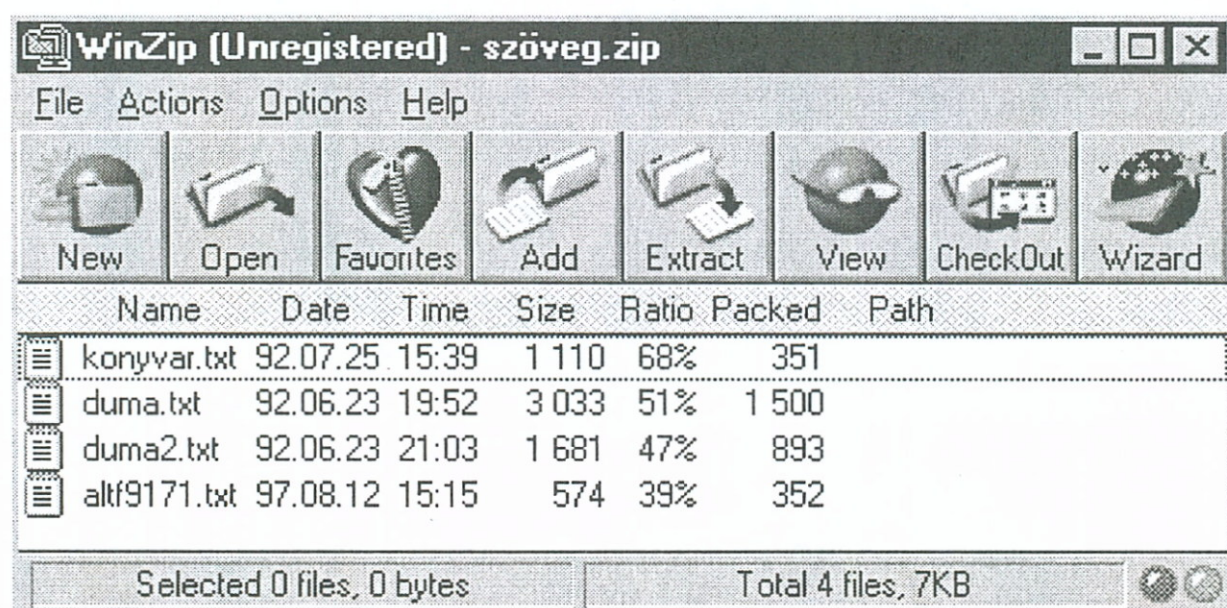 WinZip (Unregistered) - szöveg.zip
File Actions Options Help
New Open Favorites Add Extract View CheckOut Wizard
Name Date Time Size Ratio Packed Path
konyvar.txt 92.07.25 15:39 1 110 68% 351
duma.txt 92.06.23 19:52 3 033 51% 1 500
duma2.txt 92.06.23 21:03 1 681 47% 893
altf9171.txt 97.08.12 15:15 574 39% 352
Selected 0 files, 0 bytes Total 4 files, 7KB